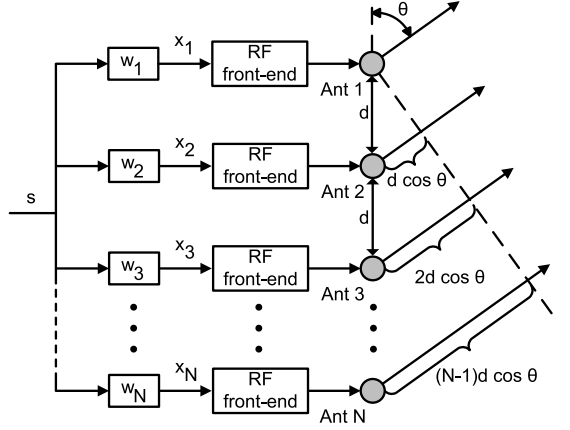 θ
s
w1
x1
RF
front-end
Ant 1
d
w2
x2
RF
front-end
Ant 2
d cos θ
d
w3
x3
RF
front-end
Ant 3
2d cos θ
wN
xN
RF
front-end
Ant N
(N-1)d cos θ